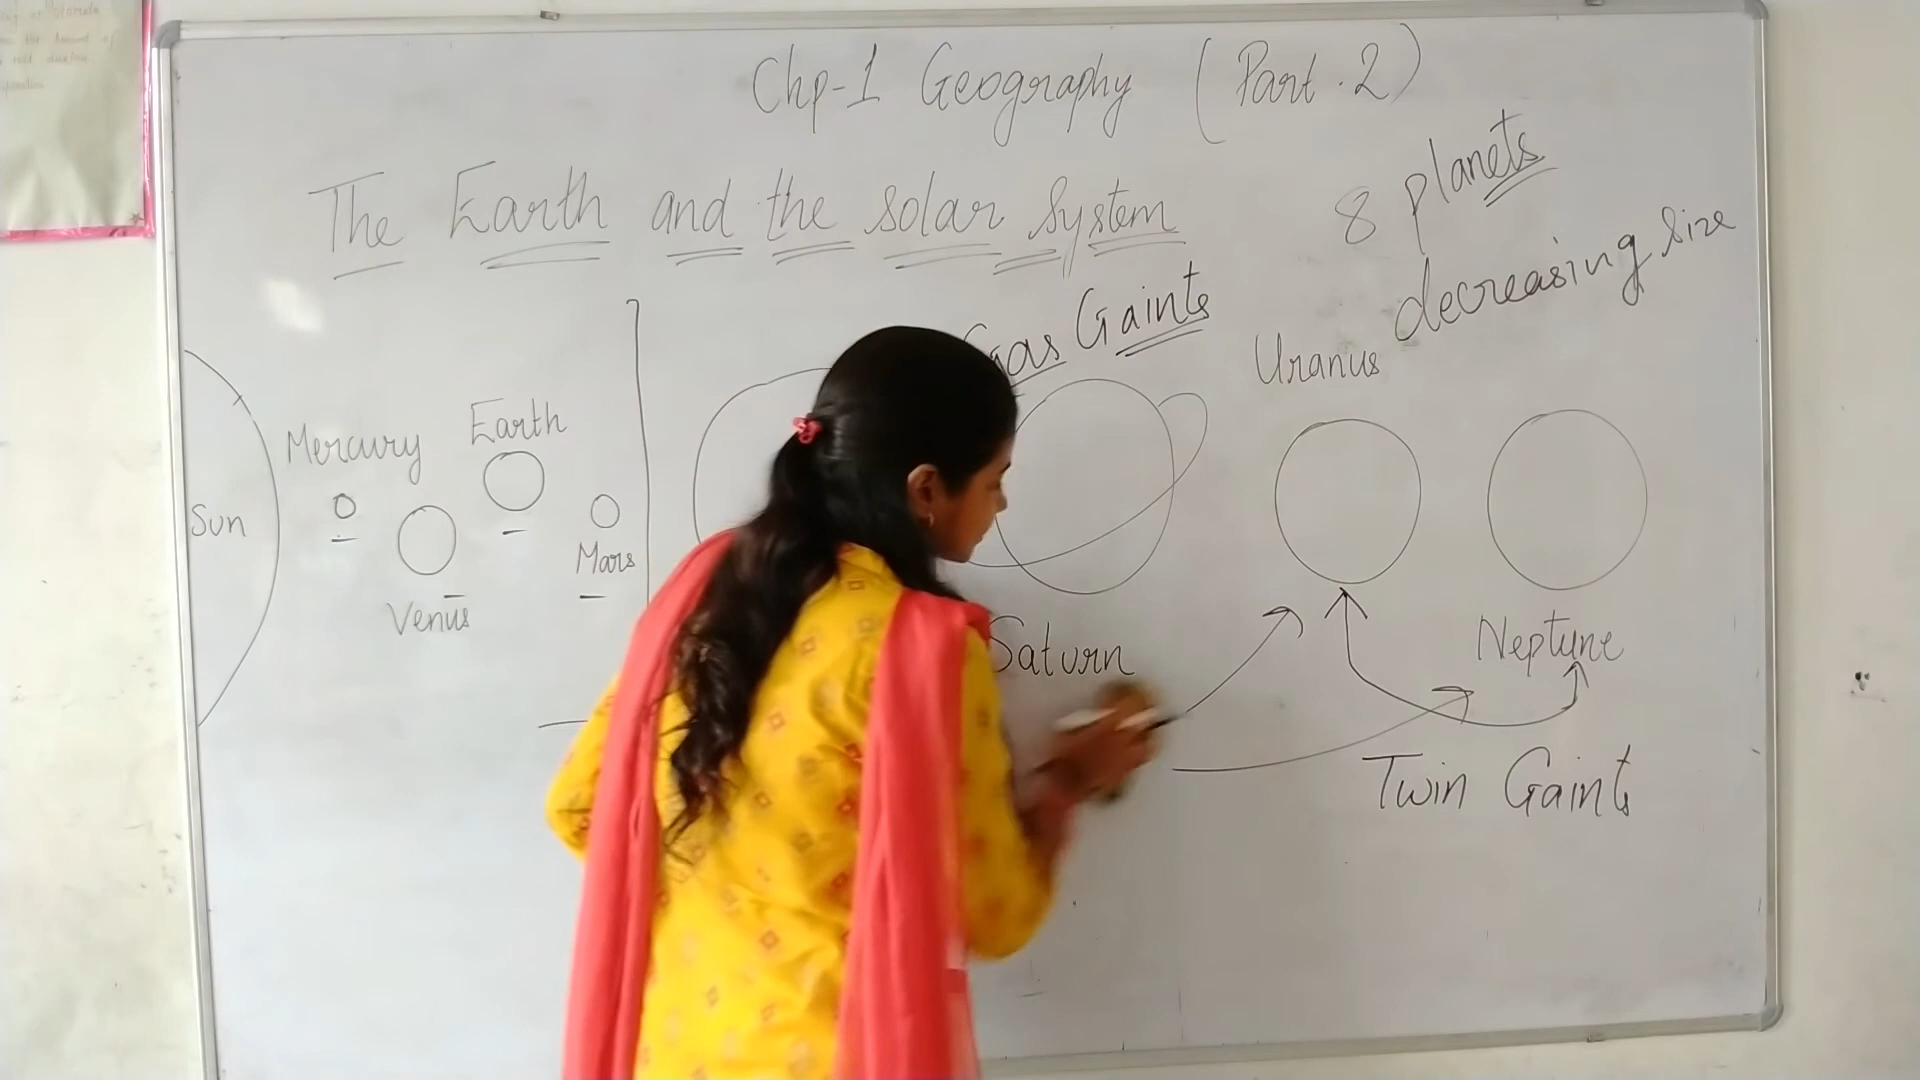 Chp-1 Geography (Part.2)
The Earth and the solar system
8 planets
decreasing size
Gas Gaints
Uranus
Mercury
Earth
Sun
Mars
Venus
Saturn
Neptune
Twin Gaints